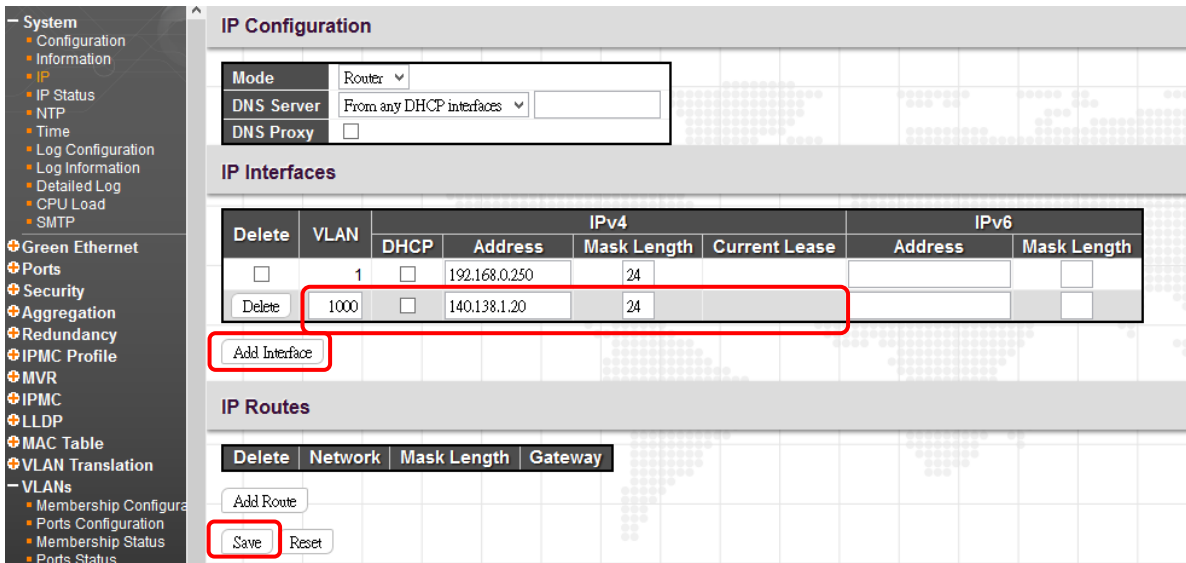 System
Configuration
Information
IP
IP Status
NTP
Time
Log Configuration
Log Information
Detailed Log
CPU Load
SMTP
Green Ethernet
Ports
Security
Aggregation
Redundancy
IPMC Profile
MVR
IPMC
LLDP
MAC Table
VLAN Translation
VLANs
Membership Configura
Ports Configuration
Membership Status
Ports Status
IP Configuration
Mode Router
DNS Server From any DHCP interfaces
DNS Proxy
IP Interfaces
Delete VLAN IPv4 IPv6
DHCP Address Mask Length Current Lease Address Mask Length
1 192.168.0.250 24
Delete 1000 140.138.1.20 24
Add Interface
IP Routes
Delete Network Mask Length Gateway
Add Route
Save Reset